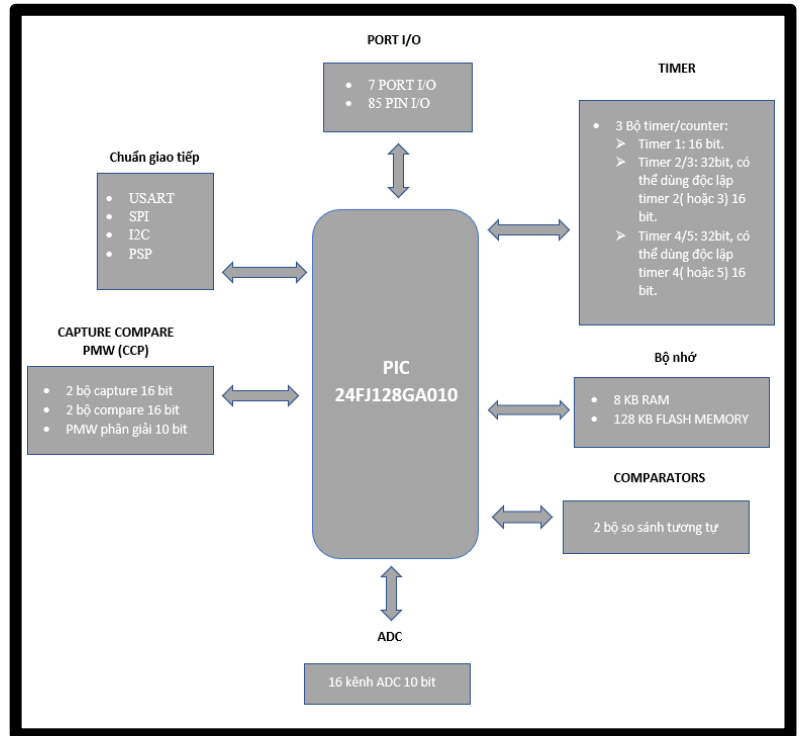 PORT I/O
• 7 PORT I/O
• 85 PIN I/O
TIMER
• 3 Bộ timer/counter:
➢ Timer 1: 16 bit.
➢ Timer 2/3: 32bit, có
thể dùng độc lập
timer 2( hoặc 3) 16
bit.
➢ Timer 4/5: 32bit, có
thể dùng độc lập
timer 4( hoặc 5) 16
bit.
Chuẩn giao tiếp
• USART
• SPI
• I2C
• PSP
CAPTURE COMPARE
PMW (CCP)
• 2 bộ capture 16 bit
• 2 bộ compare 16 bit
• PMW phân giải 10 bit
PIC
24FJ128GA010
Bộ nhớ
• 8 KB RAM
• 128 KB FLASH MEMORY
COMPARATORS
2 bộ so sánh tương tự
ADC
16 kênh ADC 10 bit